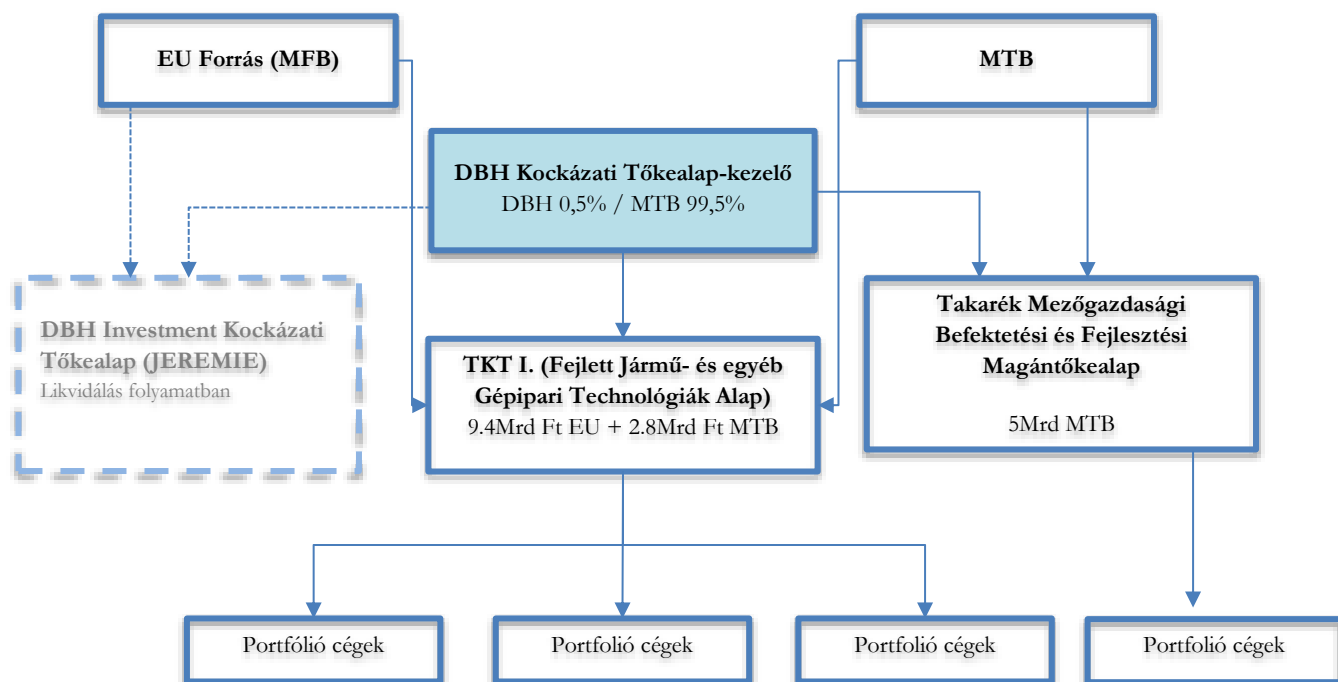 EU Forrás (MFB)
MTB
DBH Kockázati Tőkealap-kezelő
DBH 0,5% / MTB 99,5%
DBH Investment Kockázati
Tőkealap (JEREMIE)
Likvidálás folyamatban
TKT I. (Fejlett Jármű- és egyéb
Gépipari Technológiák Alap)
9.4Mrd Ft EU + 2.8Mrd Ft MTB
Takarék Mezőgazdasági
Befektetési és Fejlesztési
Magántőkealap
5Mrd MTB
Portfólió cégek
Portfolió cégek
Portfolió cégek
Portfolió cégek